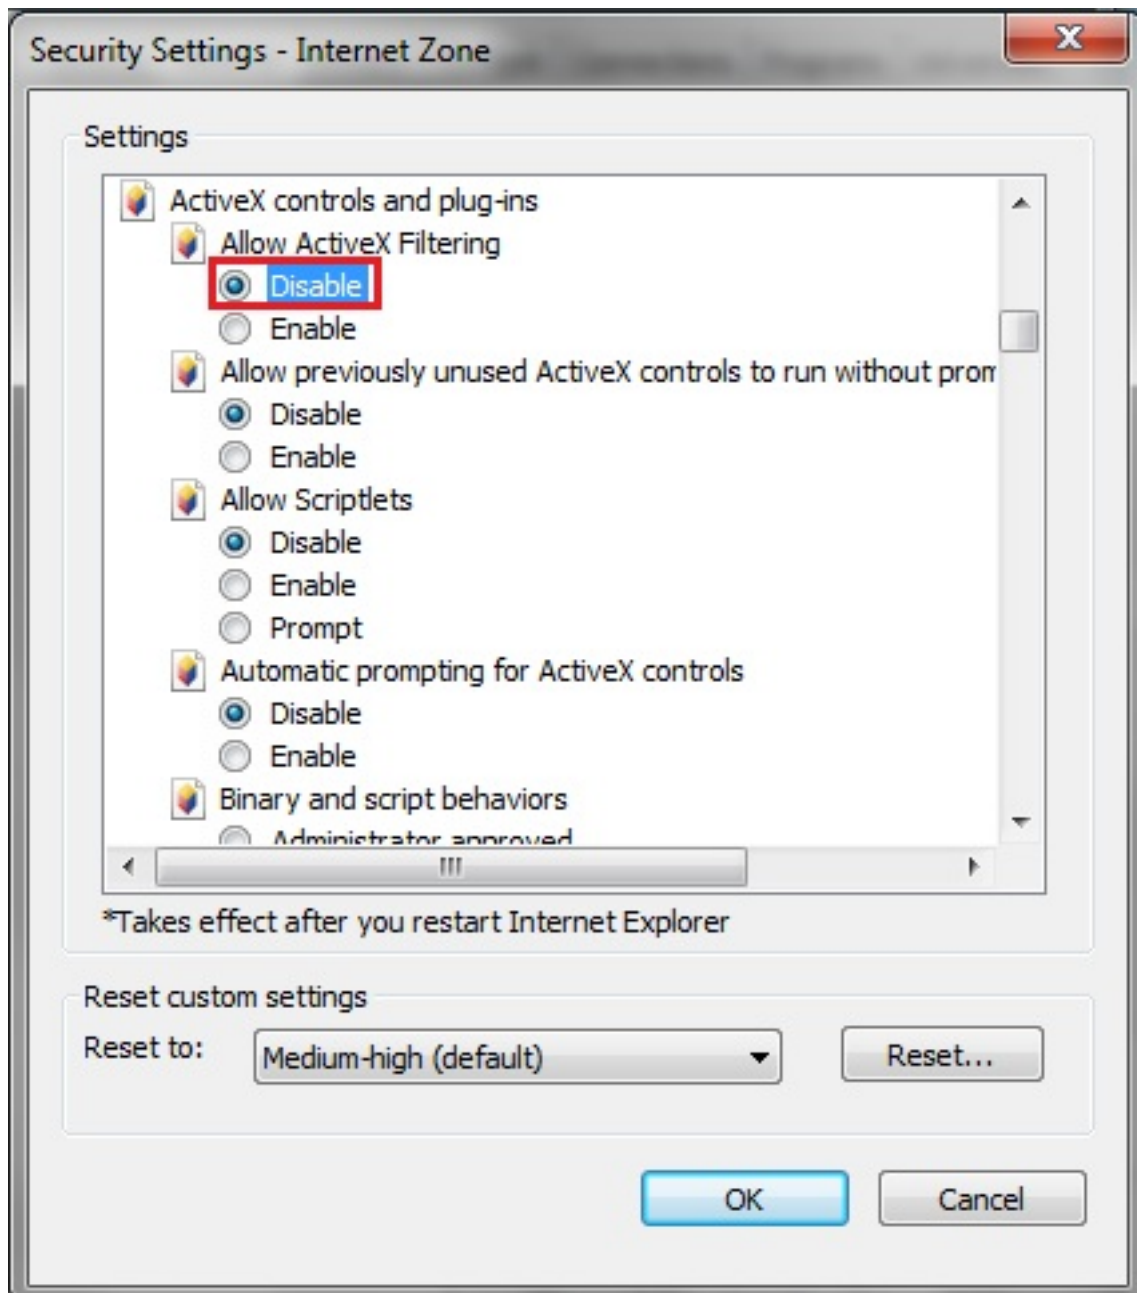 Security Settings - Internet Zone
Settings
ActiveX controls and plug-ins
Allow ActiveX Filtering
Disable
Enable
Allow previously unused ActiveX controls to run without prom
Disable
Enable
Allow Scriptlets
Disable
Enable
Prompt
Automatic prompting for ActiveX controls
Disable
Enable
Binary and script behaviors
Administrator approved
*Takes effect after you restart Internet Explorer
Reset custom settings
Reset to:
Medium-high (default)
Reset...
OK
Cancel